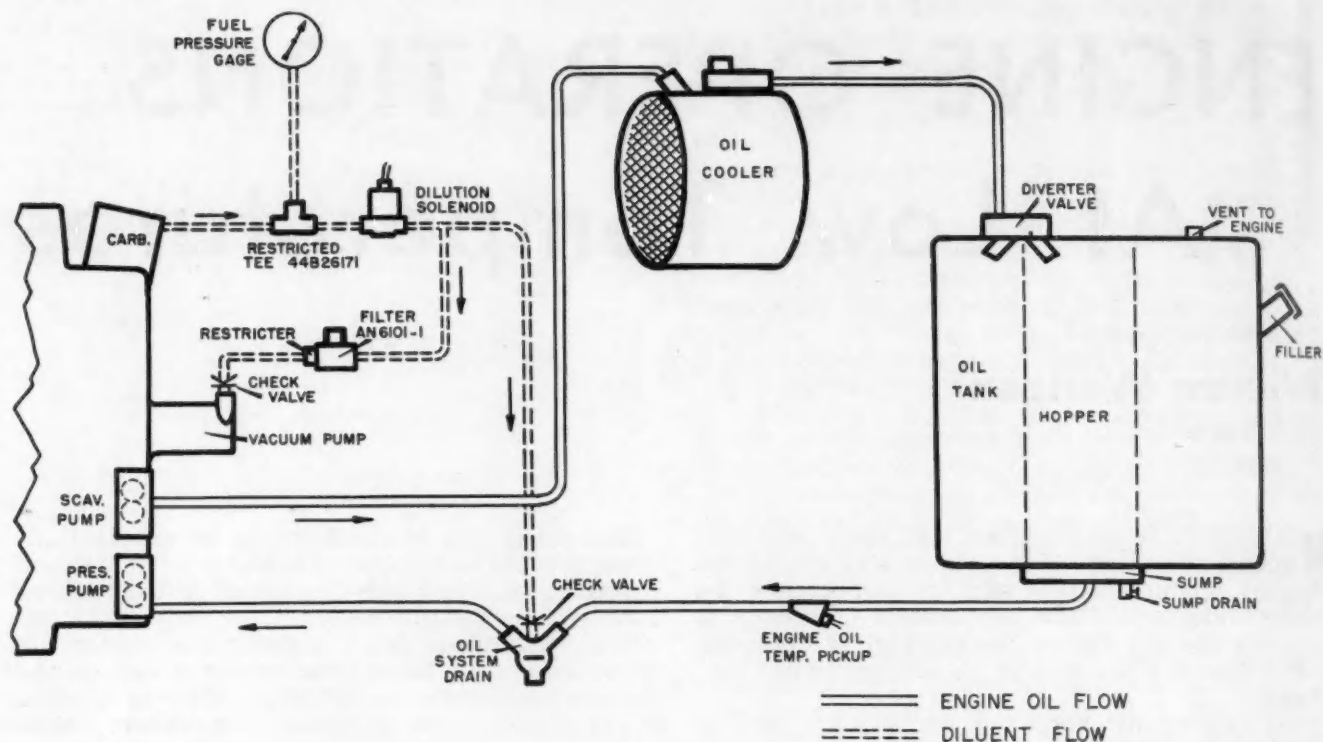 FUEL
PRESSURE
GAGE
CARB.
RESTRICTED
TEE 44B26171
DILUTION
SOLENOID
OIL
COOLER
DIVERTER
VALVE
VENT TO
ENGINE
FILLER
RESTRICTER
FILTER
AN6101-1
CHECK
VALVE
VACUUM PUMP
OIL
TANK
HOPPER
SCAV.
PUMP
PRES.
PUMP
CHECK VALVE
SUMP
SUMP DRAIN
OIL
SYSTEM
DRAIN
ENGINE OIL
TEMP. PICKUP
ENGINE OIL FLOW
DILUENT FLOW